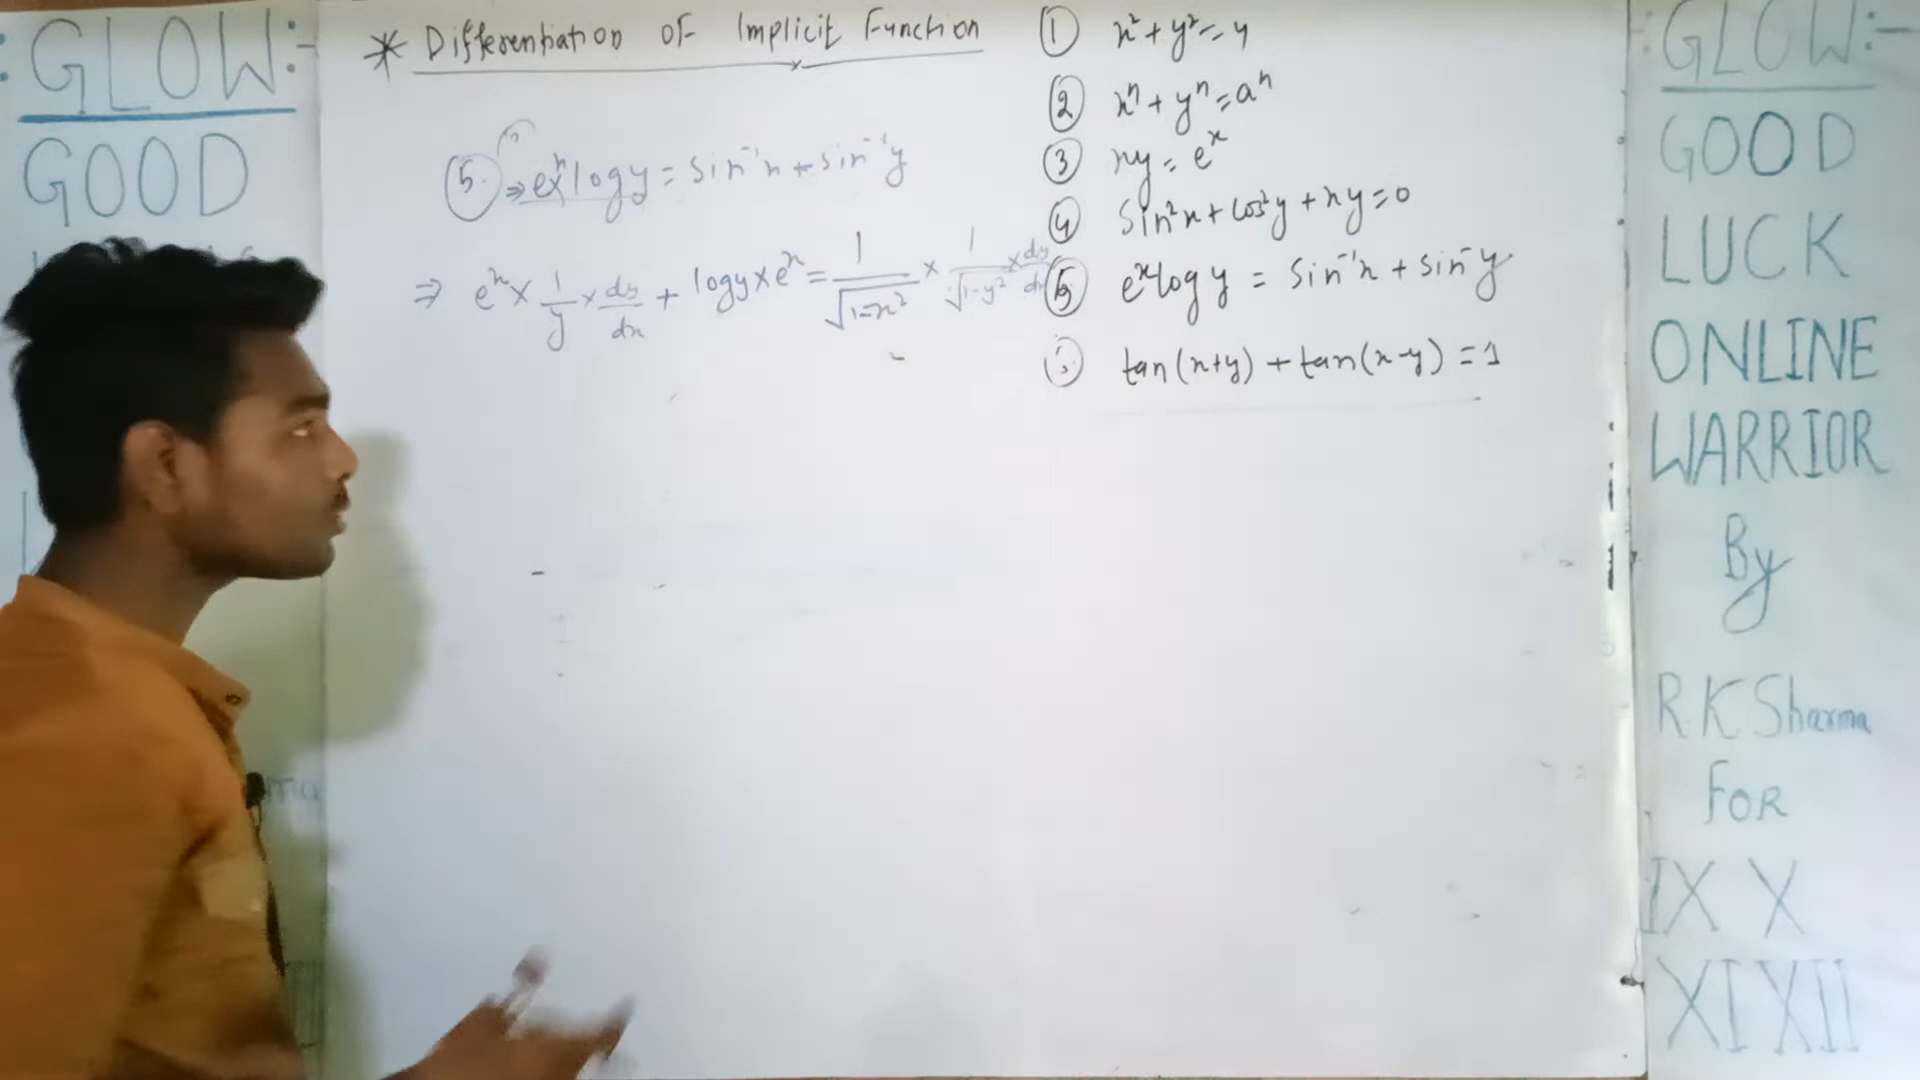 : GLOW:-
GOOD
* Differentiation of Implicit Function
5. ⇒ eˣ log y = sin⁻¹x + sin⁻¹y
⇒ eˣ × 1/y × dy/dx + log y × eˣ = 1/√1-x² × 1/√1-y² × dy/dx
① x² + y² = 4
② xⁿ + yⁿ = aⁿ
③ xy = eˣ
④ Sin²x + cos²y + xy = 0
⑤ eˣ log y = Sin⁻¹x + sin⁻y
tan(x+y) + tan(x-y) = 1
ma
: GLOW:-
GOOD
LUCK
ONLINE
WARRIOR
By
RK Sharma
FOR
IX X
XI XII